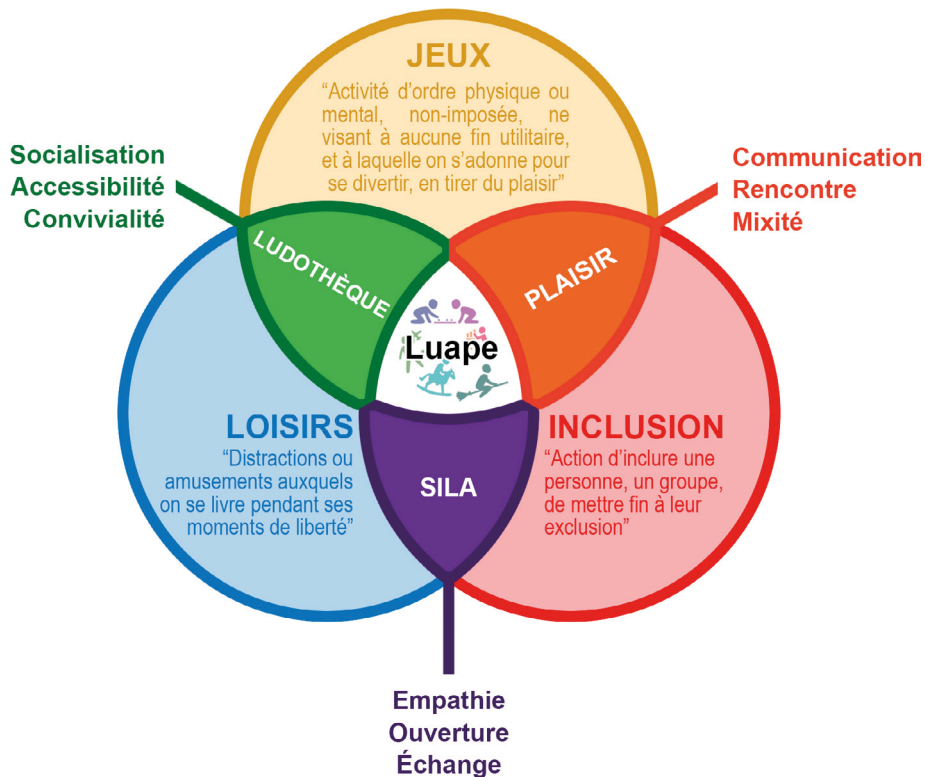 JEUX
“Activité d’ordre physique ou
mental, non-imposée, ne
visant à aucune fin utilitaire,
et à laquelle on s’adonne pour
se divertir, en tirer du plaisir”
Socialisation
Accessibilité
Convivialité
Communication
Rencontre
Mixité
LUDOTHÈQUE
PLAISIR
Luape
LOISIRS
“Distractions ou
amusements auxquels
on se livre pendant ses
moments de liberté”
SILA
INCLUSION
“Action d’inclure une
personne, un groupe,
de mettre fin à leur
exclusion”
Empathie
Ouverture
Échange